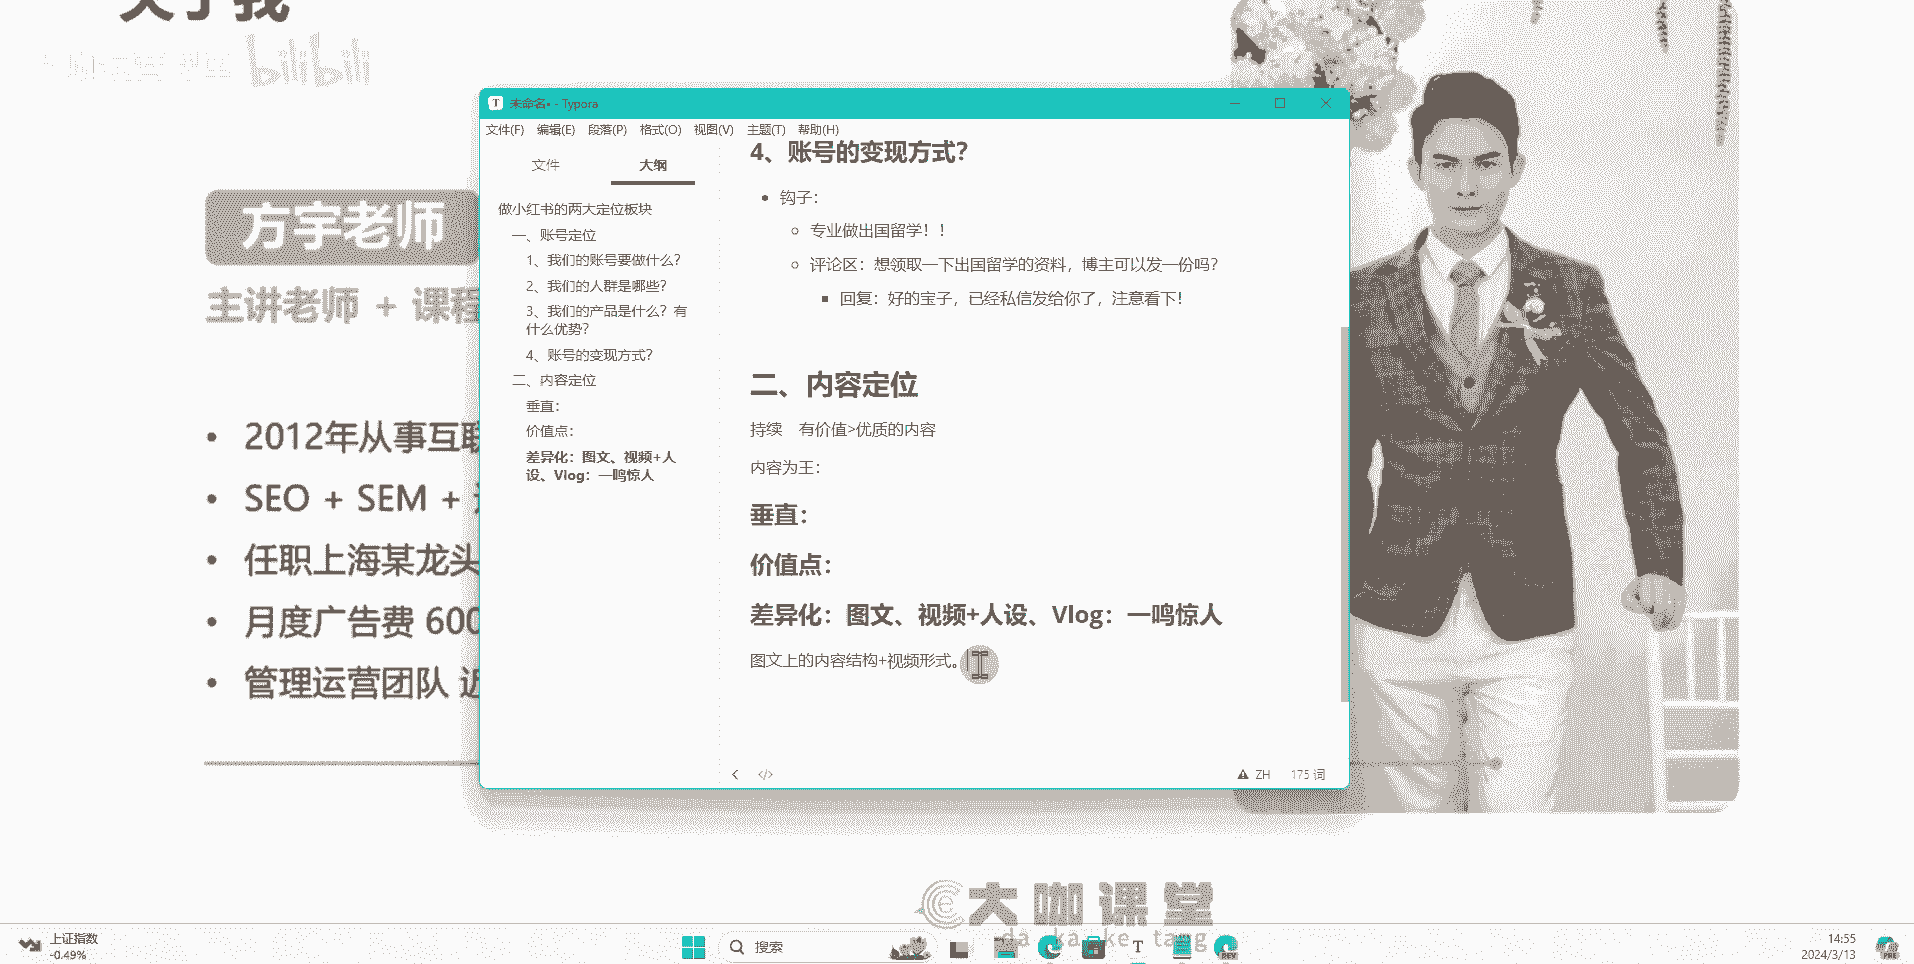 关于我
bilibili
方宇老师
主讲老师 + 课程
2012年从事互联
SEO + SEM +
任职上海某龙头
月度广告费 600
管理运营团队 近
未命名• - Typora
文件(F) 编辑(E) 段落(P) 格式(O) 视图(V) 主题(T) 帮助(H)
文件 大纲
做小红书的两大定位板块
一、账号定位
1、我们的账号要做什么?
2、我们的人群是哪些?
3、我们的产品是什么？有
什么优势?
4、账号的变现方式?
二、内容定位
垂直：
价值点：
差异化：图文、视频+人
设、Vlog：一鸣惊人
4、账号的变现方式？
钩子：
专业做出国留学！！
评论区：想领取一下出国留学的资料，博主可以发一份吗？
回复：好的宝子，已经私信发给你了，注意看下！
二、内容定位
持续 有价值>优质的内容
内容为王：
垂直：
价值点：
差异化：图文、视频+人设、Vlog：一鸣惊人
图文上的内容结构+视频形式。
ZH 175 词
大咖课堂
da ka ke tang
上证指数
-0.49%
搜索
T
DEV
14:55
2024/3/13
PRE